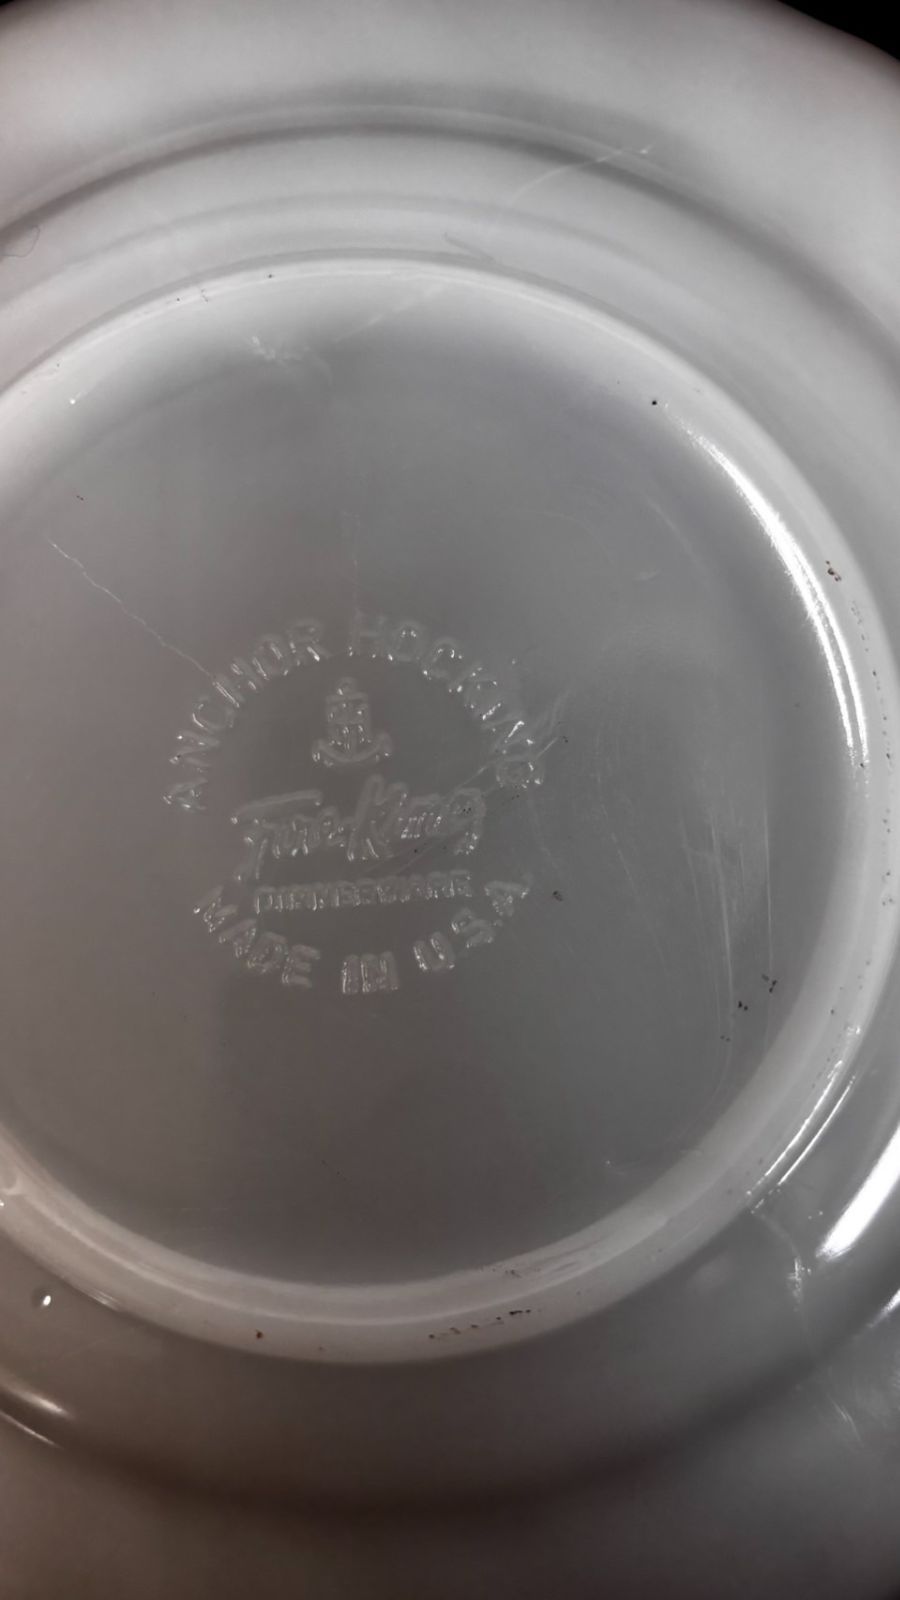 ANCHOR HOCKING
Fire King
DINNERWARE
MADE IN U.S.A